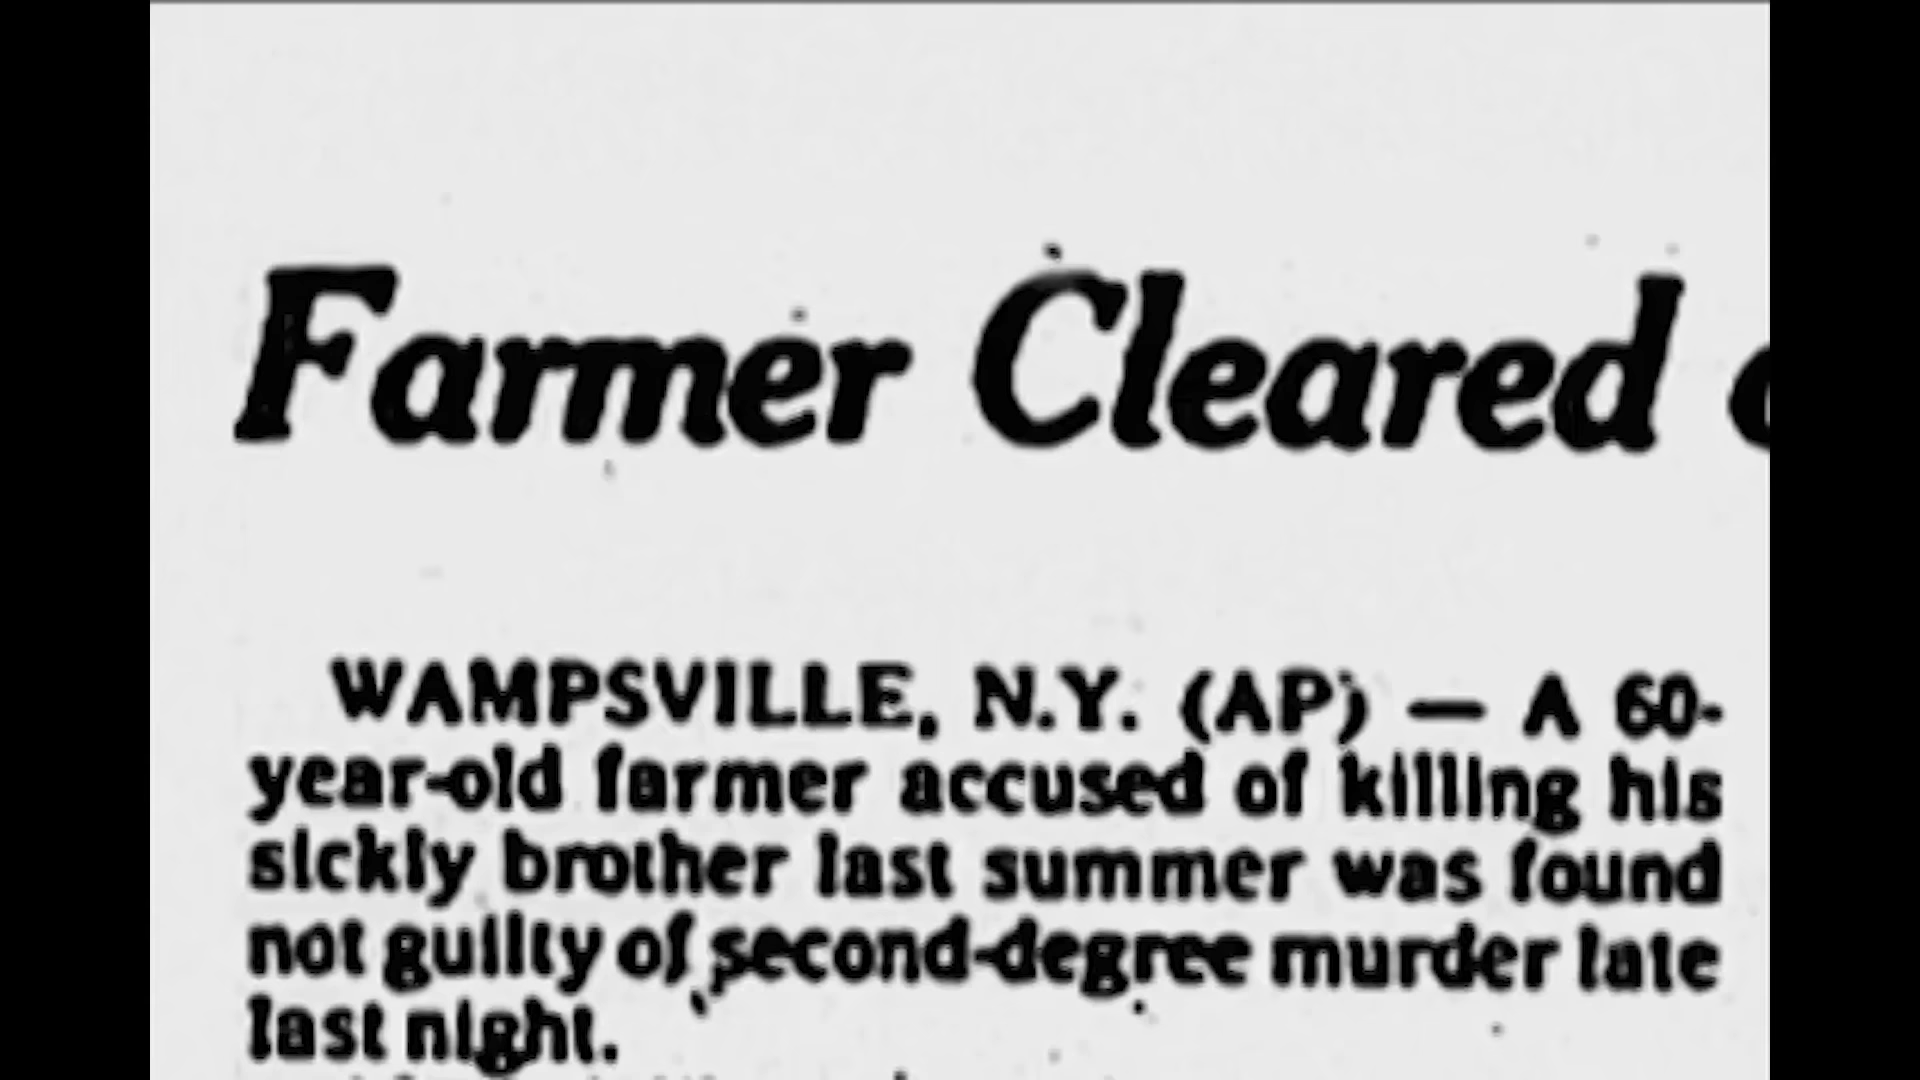 Farmer Cleared
WAMPSVILLE, N.Y. (AP) — A 60-
year-old farmer accused of killing his
sickly brother last summer was found
not guilty of second-degree murder late
last night.